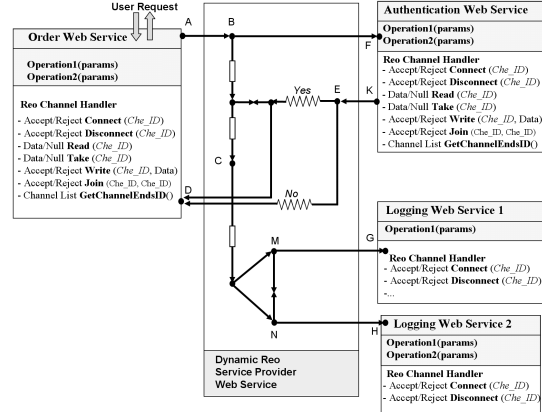 User Request
A
B
Order Web Service
Operation1(params)
Operation2(params)
Reo Channel Handler
- Accept/Reject Connect (Che_ID)
- Accept/Reject Disconnect (Che_ID)
- Data/Null Read (Che_ID)
- Data/Null Take (Che_ID)
- Accept/Reject Write (Che_ID, Data)
- Accept/Reject Join (Che_ID, Che_ID)
- Channel List GetChannelEndsID()
D
C
Yes
E
No
M
N
Dynamic Reo
Service Provider
Web Service
Authentication Web Service
Operation1(params)
Operation2(params)
F
Reo Channel Handler
- Accept/Reject Connect (Che_ID)
- Accept/Reject Disconnect (Che_ID)
- Data/Null Read (Che_ID)
- Data/Null Take (Che_ID)
- Accept/Reject Write (Che_ID, Data)
- Accept/Reject Join (Che_ID, Che_ID)
- Channel List GetChannelEndsID()
K
Logging Web Service 1
Operation1(params)
G
Reo Channel Handler
- Accept/Reject Connect (Che_ID)
- Accept/Reject Disconnect (Che_ID)
-...
H
Logging Web Service 2
Operation1(params)
Operation2(params)
Reo Channel Handler
- Accept/Reject Connect (Che_ID)
- Accept/Reject Disconnect (Che_ID)